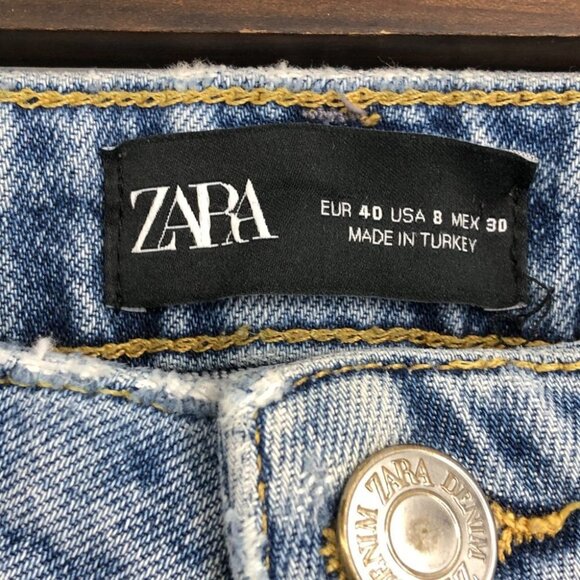 ZARA
EUR 40 USA 8 MEX 30
MADE IN TURKEY
ZARA DENIM